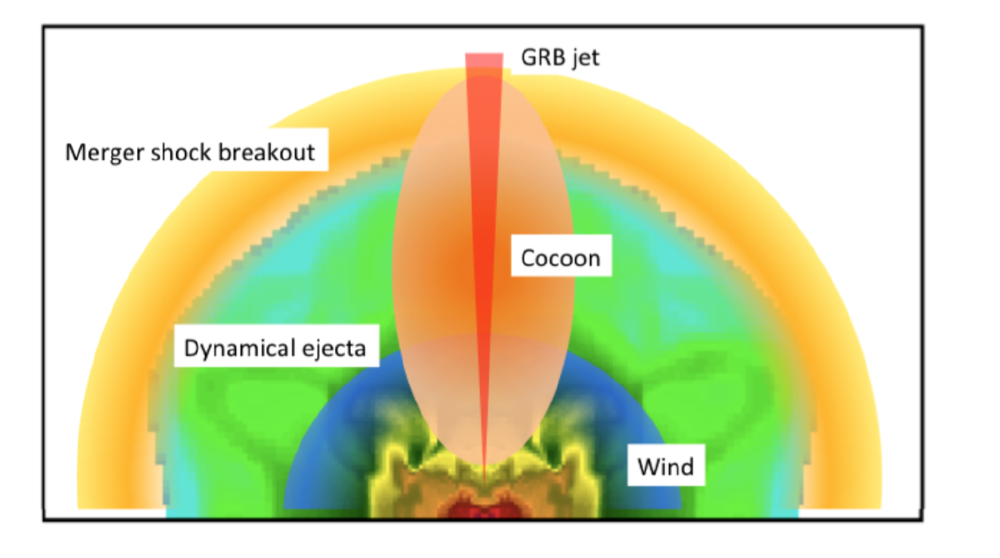 GRB jet
Merger shock breakout
Cocoon
Dynamical ejecta
Wind